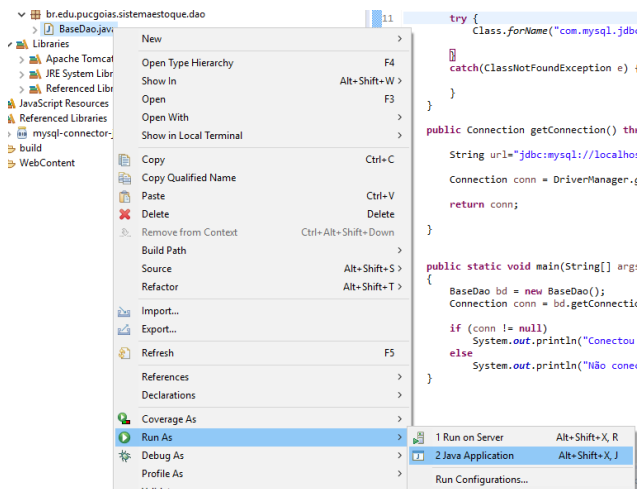 br.edu.pucgoias.sistemaestoque.dao
BaseDao.java
Libraries
Apache Tomcat
JRE System Libr
Referenced Libr
JavaScript Resources
Referenced Libraries
mysql-connector-
build
WebContent
New
Open Type Hierarchy F4
Show In Alt+Shift+W
Open F3
Open With
Show in Local Terminal
Copy Ctrl+C
Copy Qualified Name
Paste Ctrl+V
Delete Delete
Remove from Context Ctrl+Alt+Shift+Down
Build Path
Source Alt+Shift+S
Refactor Alt+Shift+T
Import...
Export...
Refresh F5
References
Declarations
Coverage As
Run As
Debug As
Profile As
1 Run on Server Alt+Shift+X, R
2 Java Application Alt+Shift+X, J
Run Configurations...
11 try {
Class.forName("com.mysql.jdbc
}
catch(ClassNotFoundException e) {
}
}
public Connection getConnection() thr
String url="jdbc:mysql://localhos
Connection conn = DriverManager.g
return conn;
}
public static void main(String[] args
{
BaseDao bd = new BaseDao();
Connection conn = bd.getConnectio
if (conn != null)
System.out.println("Conectou
else
System.out.println("Não conec
}